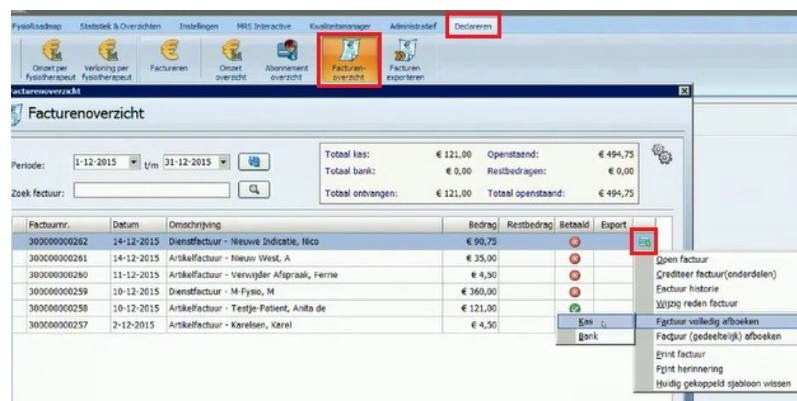 FysioRoadmap Statistiek & Overzichten Instellingen MRS Interactive Kwaliteitsmanager Administratief Declareren
Omzet per fysiotherapeut
Verloning per fysiotherapeut
Factureren
Omzet overzicht
Abonnement overzicht
Facturen-overzicht
Facturen exporteren
Facturenoverzicht
Facturenoverzicht
Periode: 1-12-2015 t/m 31-12-2015
Zoek factuur:
Totaal kas: € 121,00 Openstaand: € 494,75
Totaal bank: € 0,00 Restbedragen: € 0,00
Totaal ontvangen: € 121,00 Totaal openstaand: € 494,75
Factuurnr. Datum Omschrijving Bedrag Restbedrag Betaald Export
300000000262 14-12-2015 Dienstfactuur - Nieuwe Indicatie, Nico € 90,75
300000000261 14-12-2015 Artikelfactuur - Nieuw West, A € 35,00
300000000260 11-12-2015 Artikelfactuur - Verwijder Afspraak, Ferrie € 4,50
300000000259 10-12-2015 Dienstfactuur - M-Fysio, M € 360,00
300000000258 10-12-2015 Artikelfactuur - Testje-Patient, Anita de € 121,00
300000000257 2-12-2015 Artikelfactuur - Karelsen, Karel € 4,50
Open factuur
Crediteer factuur(onderdelen)
Factuur historie
Wijzig reden factuur
Factuur volledig afboeken
Factuur (gedeeltelijk) afboeken
Print factuur
Print herinnering
Huidig gekoppeld sjabloon wissen
Kas
Bank